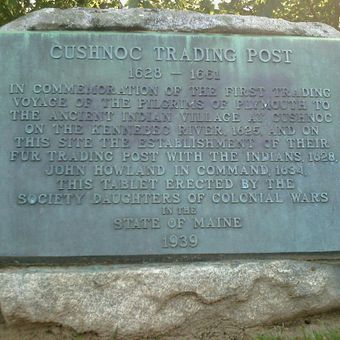 CUSHNOC TRADING POST
1628 — 1661
IN COMMEMORATION OF THE FIRST TRADING
VOYAGE OF THE PILGRIMS OF PLYMOUTH TO
THE ANCIENT INDIAN VILLAGE AT CUSHNOC
ON THE KENNEBEC RIVER, 1625, AND ON
THIS SITE THE ESTABLISHMENT OF THEIR
FUR TRADING POST WITH THE INDIANS, 1628,
JOHN HOWLAND IN COMMAND, 1634.
THIS TABLET ERECTED BY THE
SOCIETY DAUGHTERS OF COLONIAL WARS
IN THE
STATE OF MAINE
1939